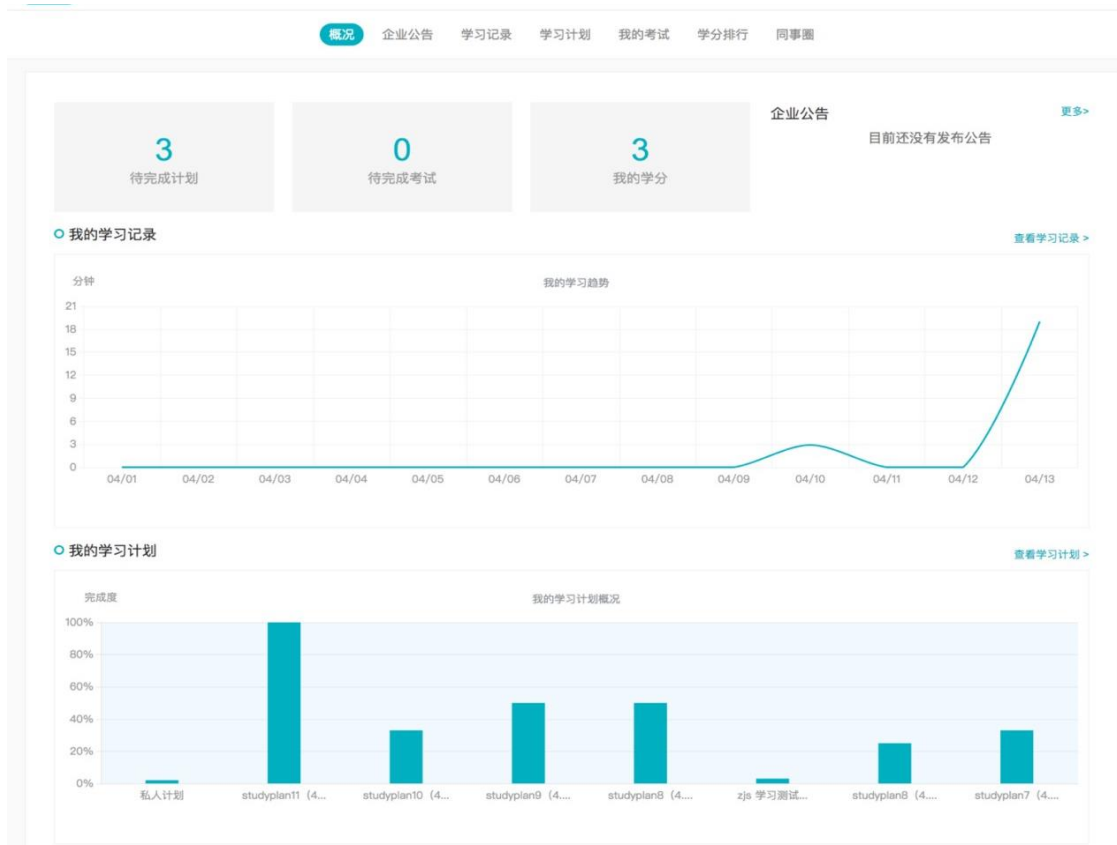 概况 企业公告 学习记录 学习计划 我的考试 学分排行 同事圈
3
待完成计划
0
待完成考试
3
我的学分
企业公告 更多>
目前还没有发布公告
我的学习记录 查看学习记录 >
分钟 我的学习趋势
21
18
15
12
9
6
3
0
04/01 04/02 04/03 04/04 04/05 04/06 04/07 04/08 04/09 04/10 04/11 04/12 04/13
我的学习计划 查看学习计划 >
完成度 我的学习计划概况
100%
80%
60%
40%
20%
0%
私人计划 studyplan11（4... studyplan10（4... studyplan9（4.... studyplan8（4.... zjs 学习测试... studyplan8（4.... studyplan7（4....